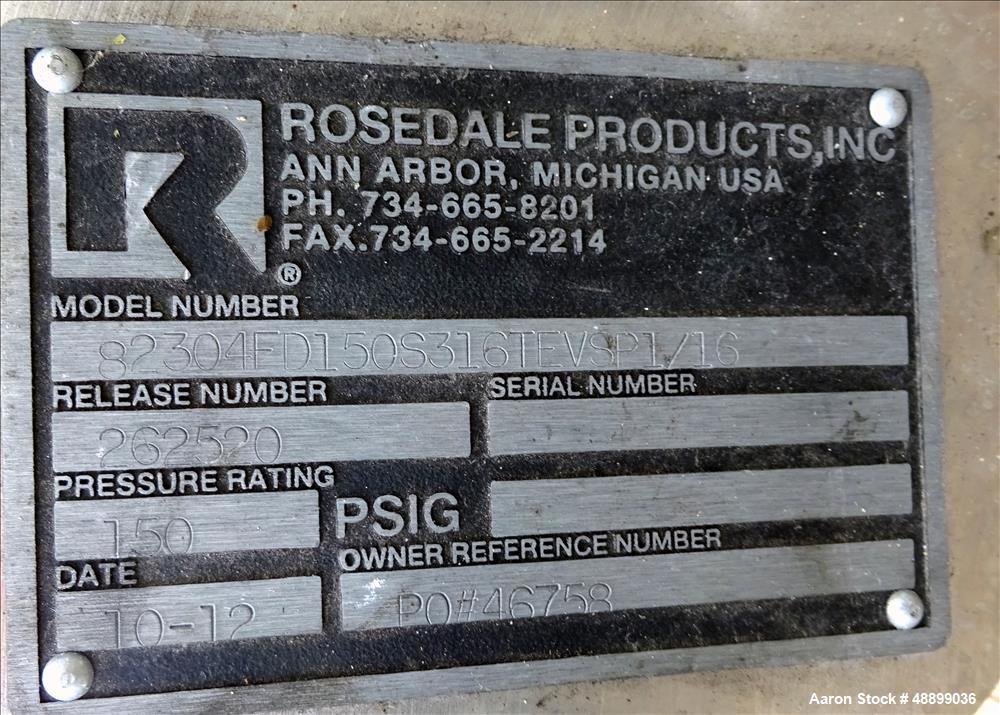 R®
ROSEDALE PRODUCTS, INC
ANN ARBOR, MICHIGAN USA
PH. 734-665-8201
FAX.734-665-2214
MODEL NUMBER
82304FD150S316TEVSP1/16
RELEASE NUMBER SERIAL NUMBER
262520
PRESSURE RATING
150 PSIG
OWNER REFERENCE NUMBER
DATE
10-12 PO#46758
Aaron Stock # 48899036